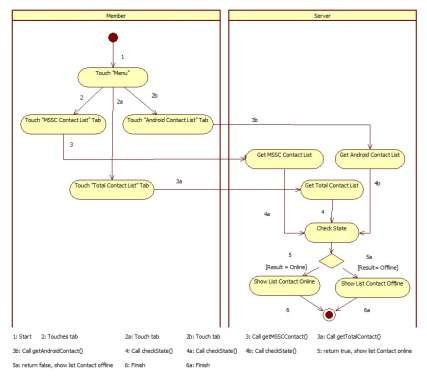 Member
Server
1
Touch "Menu"
2
2a
2b
Touch "MSSC Contact List" Tab
Touch "Android Contact List" Tab
3b
3
Get MSSC Contact List
Get Android Contact List
Touch "Total Contact List" Tab
3a
Get Total Contact List
4a
4
4b
Check State
5
5a
[Result = Online]
[Result= Offline]
Show List Contact Online
Show List Contact Offline
6
6a
1: Start
2: Touches tab
2a: Touch tab
2b: Touch tab
3: Call getMSSCContact()
3a: Call getTotalContact()
3b: Call getAndroidContact()
4: Call checkState()
4a: Call checkState()
4b: Call checkState()
5: return true, show list Contact online
5a: return false, show list Contact offline
6: Finish
6a: Finish